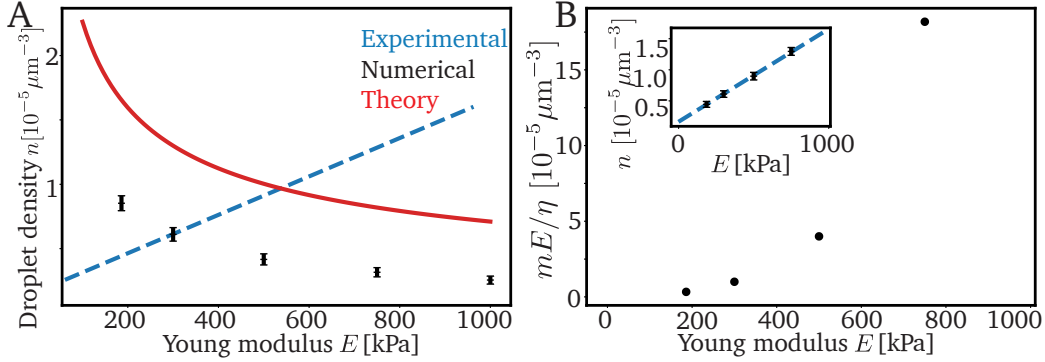 A
Droplet density n [10⁻⁵ μm⁻³]
2
1
Experimental
Numerical
Theory
200 400 600 800 1000
Young modulus E [kPa]
B
mE/η [10⁻⁵ μm⁻³]
15
10
5
0
n [10⁻⁵ μm⁻³]
1.5
1.0
0.5
0 1000
E [kPa]
0 200 400 600 800 1000
Young modulus E [kPa]